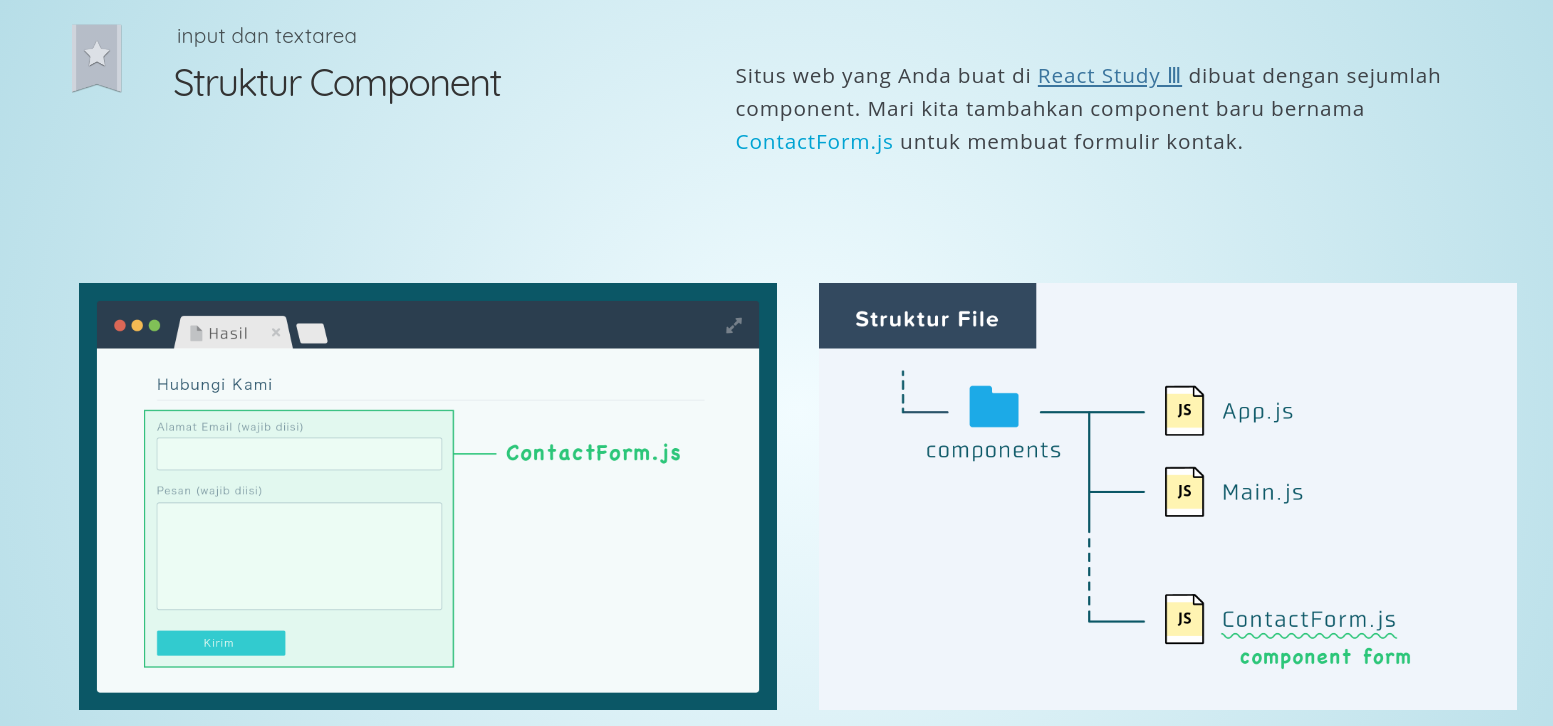 input dan textarea
Struktur Component
Situs web yang Anda buat di React Study Ⅲ dibuat dengan sejumlah
component. Mari kita tambahkan component baru bernama
ContactForm.js untuk membuat formulir kontak.
Hasil
Hubungi Kami
Alamat Email (wajib diisi)
ContactForm.js
Pesan (wajib diisi)
Kirim
Struktur File
components
JS App.js
JS Main.js
JS ContactForm.js
component form